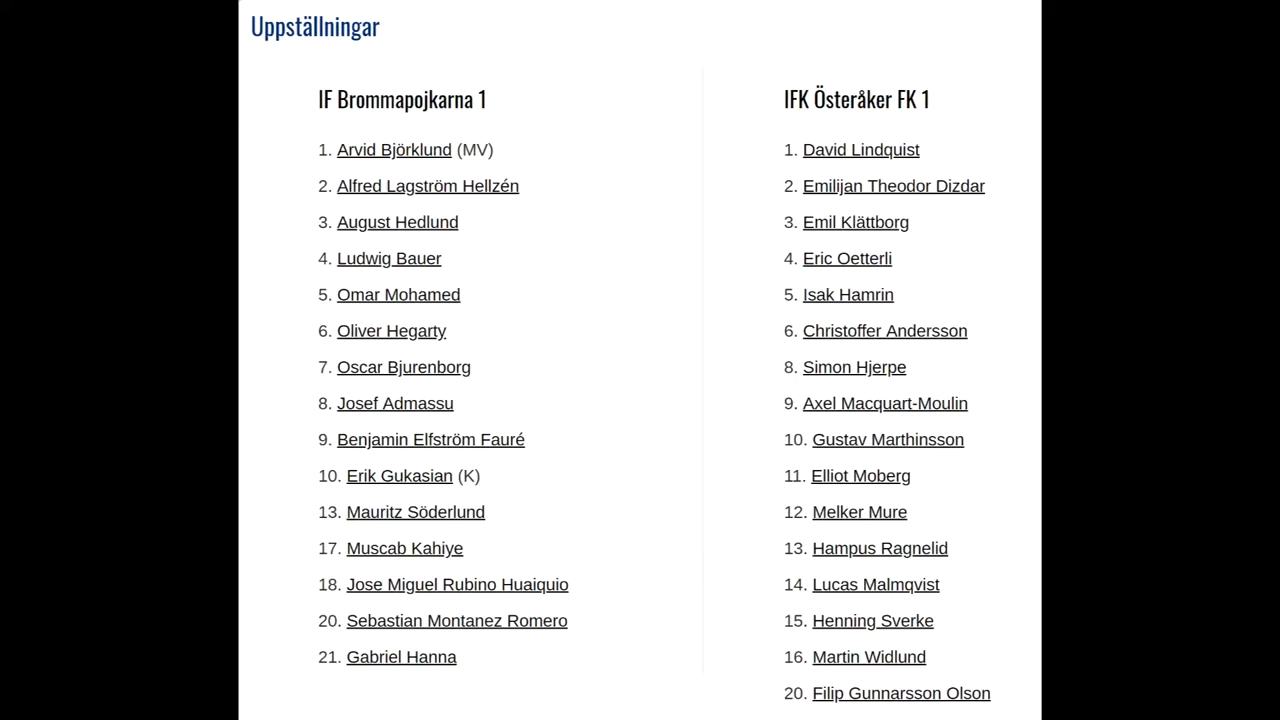 Uppställningar
IF Brommapojkarna 1
1. Arvid Björklund (MV)
2. Alfred Lagström Hellzén
3. August Hedlund
4. Ludwig Bauer
5. Omar Mohamed
6. Oliver Hegarty
7. Oscar Bjurenborg
8. Josef Admassu
9. Benjamin Elfström Fauré
10. Erik Gukasian (K)
13. Mauritz Söderlund
17. Muscab Kahiye
18. Jose Miguel Rubino Huaiquio
20. Sebastian Montanez Romero
21. Gabriel Hanna
IFK Österåker FK 1
1. David Lindquist
2. Emilijan Theodor Dizdar
3. Emil Klättborg
4. Eric Oetterli
5. Isak Hamrin
6. Christoffer Andersson
8. Simon Hjerpe
9. Axel Macquart-Moulin
10. Gustav Marthinsson
11. Elliot Moberg
12. Melker Mure
13. Hampus Ragnelid
14. Lucas Malmqvist
15. Henning Sverke
16. Martin Widlund
20. Filip Gunnarsson Olson